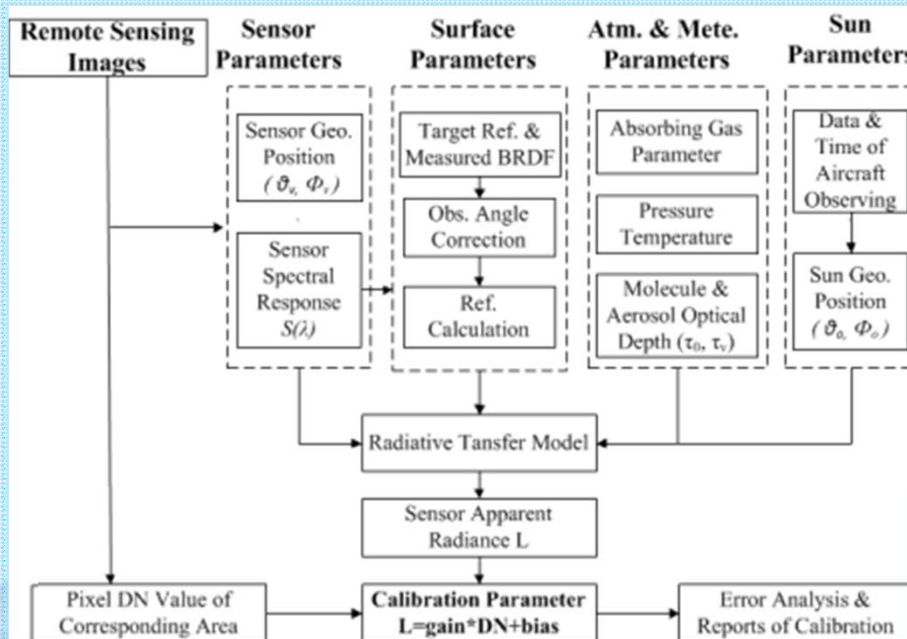 Remote Sensing
Images
Sensor
Parameters
Surface
Parameters
Atm. & Mete.
Parameters
Sun
Parameters
Sensor Geo.
Position
(ϑv, Φv)
Sensor
Spectral
Response
S(λ)
Target Ref. &
Measured BRDF
Obs. Angle
Correction
Ref.
Calculation
Absorbing Gas
Parameter
Pressure
Temperature
Molecule &
Aerosol Optical
Depth (τ0, τv)
Data &
Time of
Aircraft
Observing
Sun Geo.
Position
(ϑo, Φo)
Radiative Tansfer Model
Sensor Apparent
Radiance L
Pixel DN Value of
Corresponding Area
Calibration Parameter
L=gain*DN+bias
Error Analysis &
Reports of Calibration